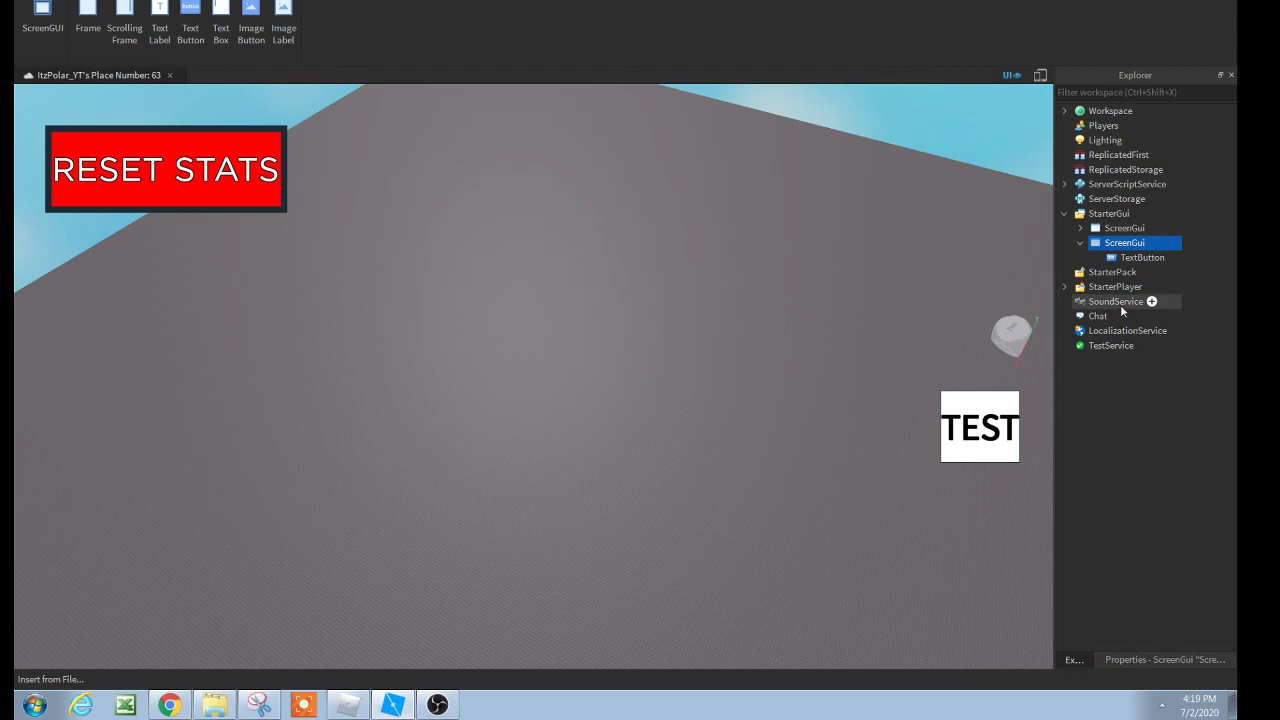 ScreenGUI
Frame
Scrolling
Frame
Text
Label
Text
Button
Text
Box
Image
Button
Image
Label
ItzPolar_YT's Place Number: 63
UI
Explorer
Filter workspace (Ctrl+Shift+X)
Workspace
Players
Lighting
ReplicatedFirst
ReplicatedStorage
ServerScriptService
ServerStorage
StarterGui
ScreenGui
ScreenGui
TextButton
StarterPack
StarterPlayer
SoundService
Chat
LocalizationService
TestService
RESET STATS
TEST
Ex...
Properties - ScreenGui "Scre...
Insert from File...
4:19 PM
7/2/2020